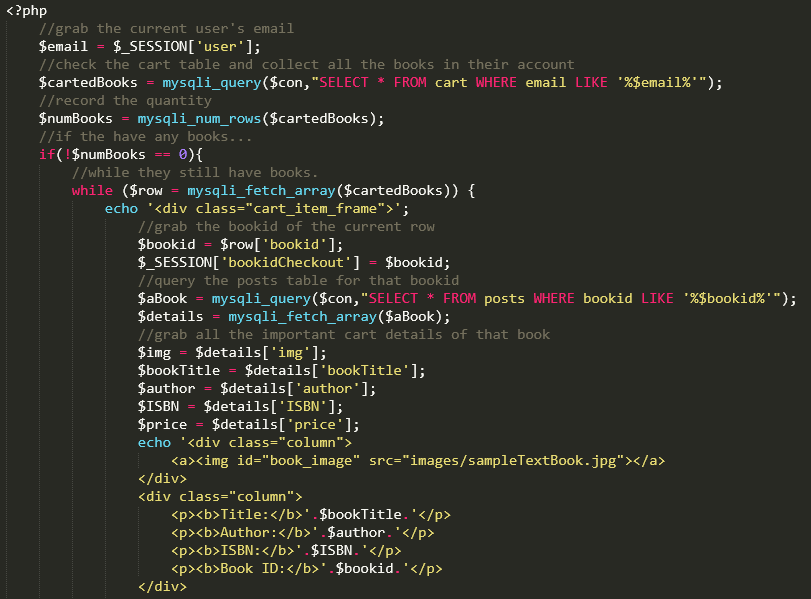 <?php
//grab the current user's email
$email = $_SESSION['user'];
//check the cart table and collect all the books in their account
$cartedBooks = mysqli_query($con,"SELECT * FROM cart WHERE email LIKE '%$email%'");
//record the quantity
$numBooks = mysqli_num_rows($cartedBooks);
//if the have any books...
if(!$numBooks == 0){
//while they still have books.
while ($row = mysqli_fetch_array($cartedBooks)) {
echo '<div class="cart_item_frame">';
//grab the bookid of the current row
$bookid = $row['bookid'];
$_SESSION['bookidCheckout'] = $bookid;
//query the posts table for that bookid
$aBook = mysqli_query($con,"SELECT * FROM posts WHERE bookid LIKE '%$bookid%'");
$details = mysqli_fetch_array($aBook);
//grab all the important cart details of that book
$img = $details['img'];
$bookTitle = $details['bookTitle'];
$author = $details['author'];
$ISBN = $details['ISBN'];
$price = $details['price'];
echo '<div class="column">
<a><img id="book_image" src="images/sampleTextBook.jpg"></a>
</div>
<div class="column">
<p><b>Title:</b>'.$bookTitle.'</p>
<p><b>Author:</b>'.$author.'</p>
<p><b>ISBN:</b>'.$ISBN.'</p>
<p><b>Book ID:</b>'.$bookid.'</p>
</div>